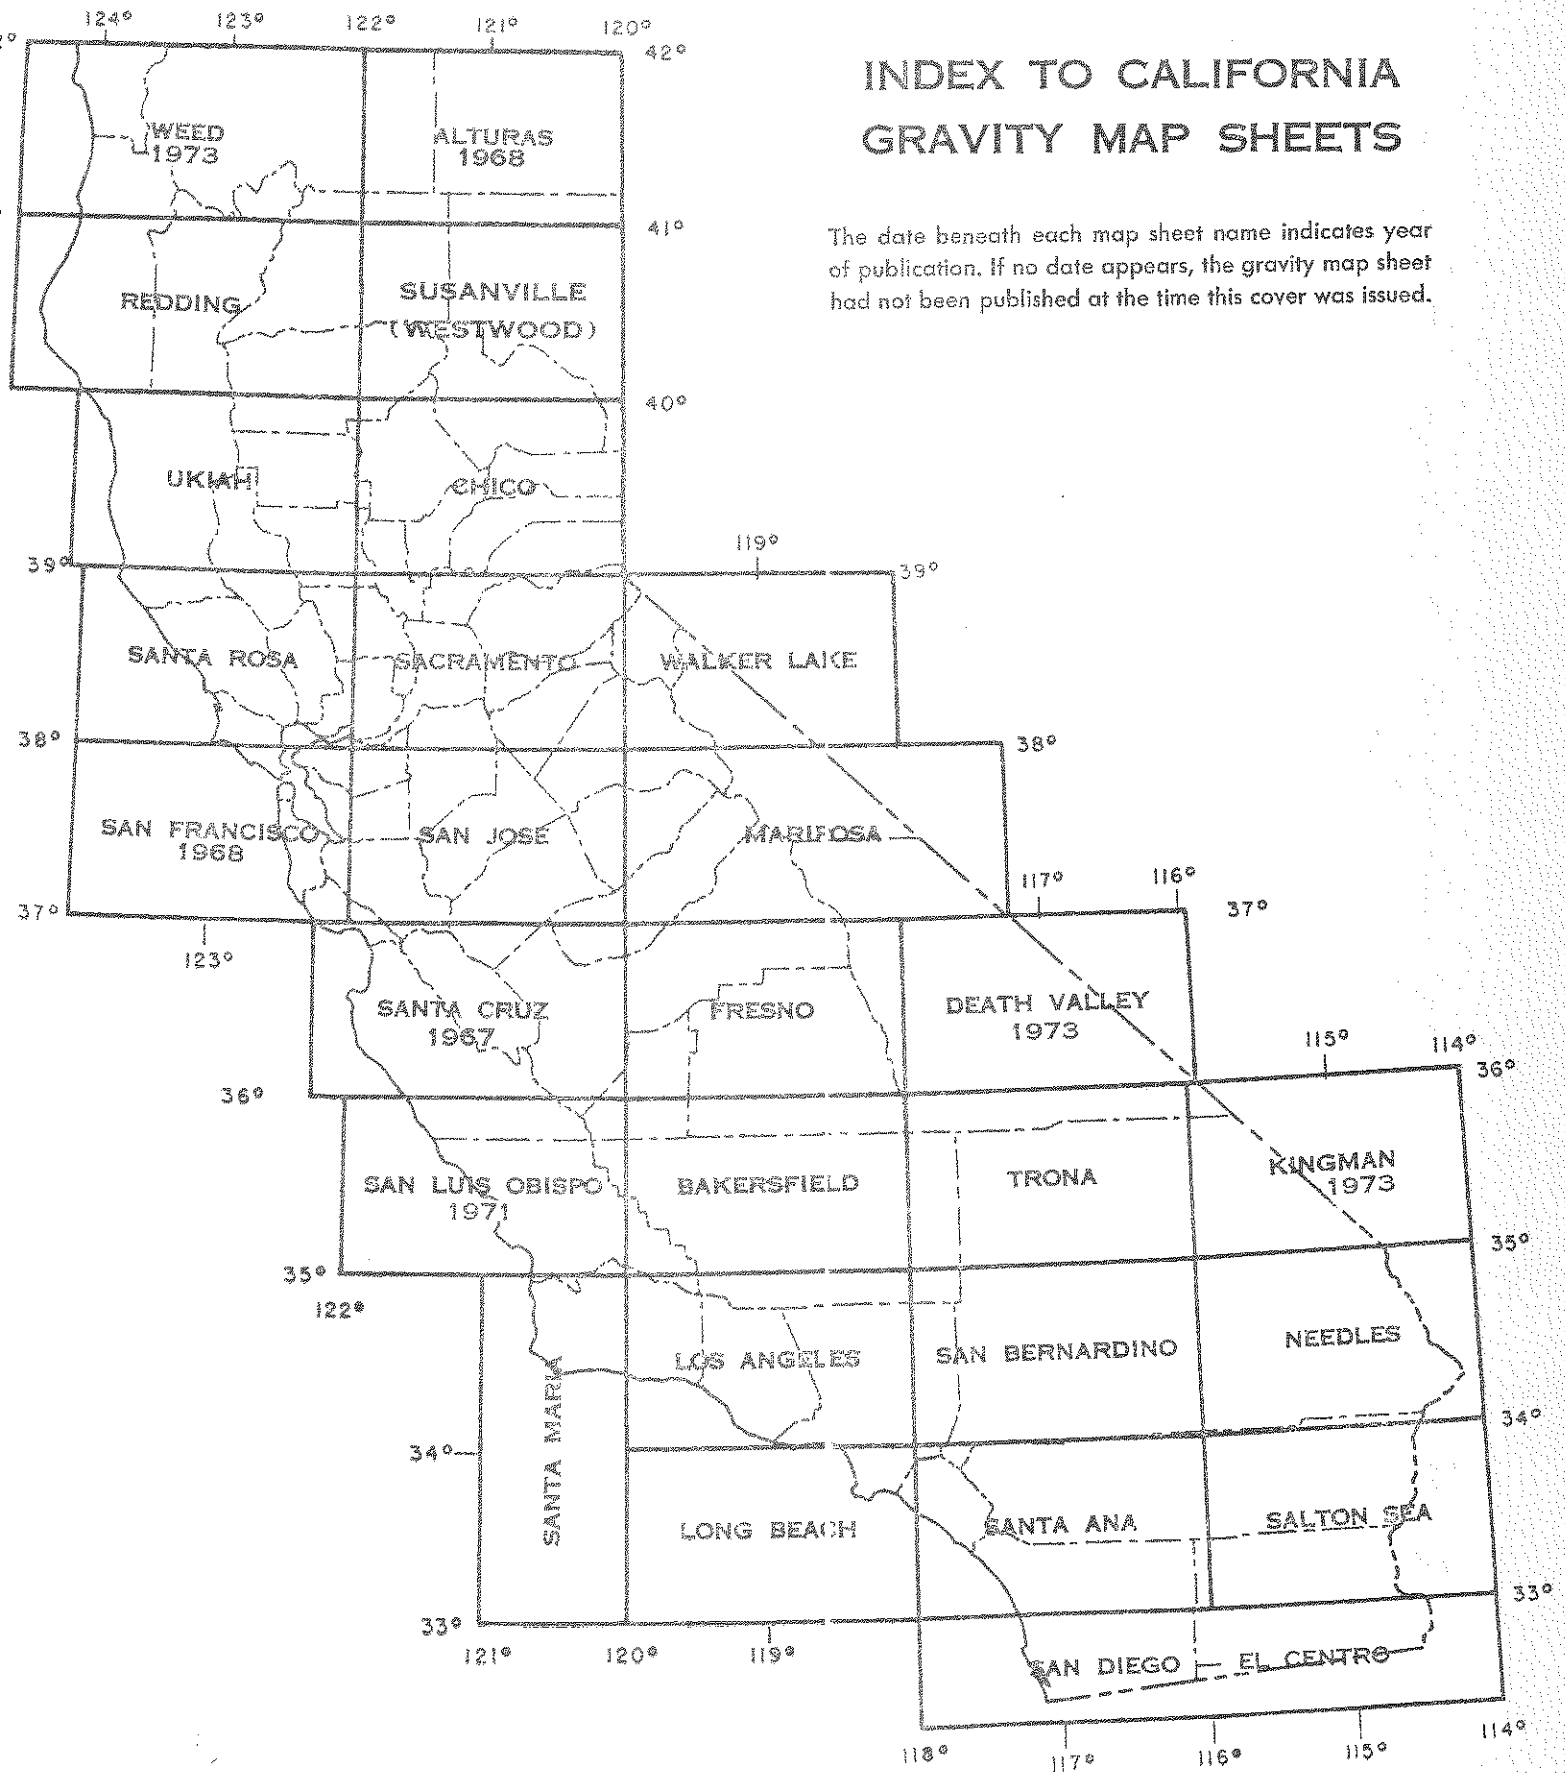 124° 123° 122° 121° 120°
42°
INDEX TO CALIFORNIA
GRAVITY MAP SHEETS
The date beneath each map sheet name indicates year
of publication. If no date appears, the gravity map sheet
had not been published at the time this cover was issued.
WEED
1973
ALTURAS
1968
41°
REDDING
SUSANVILLE
(WESTWOOD)
40°
UKIAH
CHICO
119°
39°
39°
SANTA ROSA
SACRAMENTO
WALKER LAKE
38°
38°
SAN FRANCISCO
1968
SAN JOSE
MARIPOSA
117° 116°
37°
37°
123°
SANTA CRUZ
1967
FRESNO
DEATH VALLEY
1973
115° 114°
36°
36°
SAN LUIS OBISPO
1971
BAKERSFIELD
TRONA
KINGMAN
1973
35°
35°
122°
SANTA MARIA
LOS ANGELES
SAN BERNARDINO
NEEDLES
34°
34°
LONG BEACH
SANTA ANA
SALTON SEA
33°
33°
121° 120° 119°
SAN DIEGO — EL CENTRO
118° 117° 116° 115° 114°